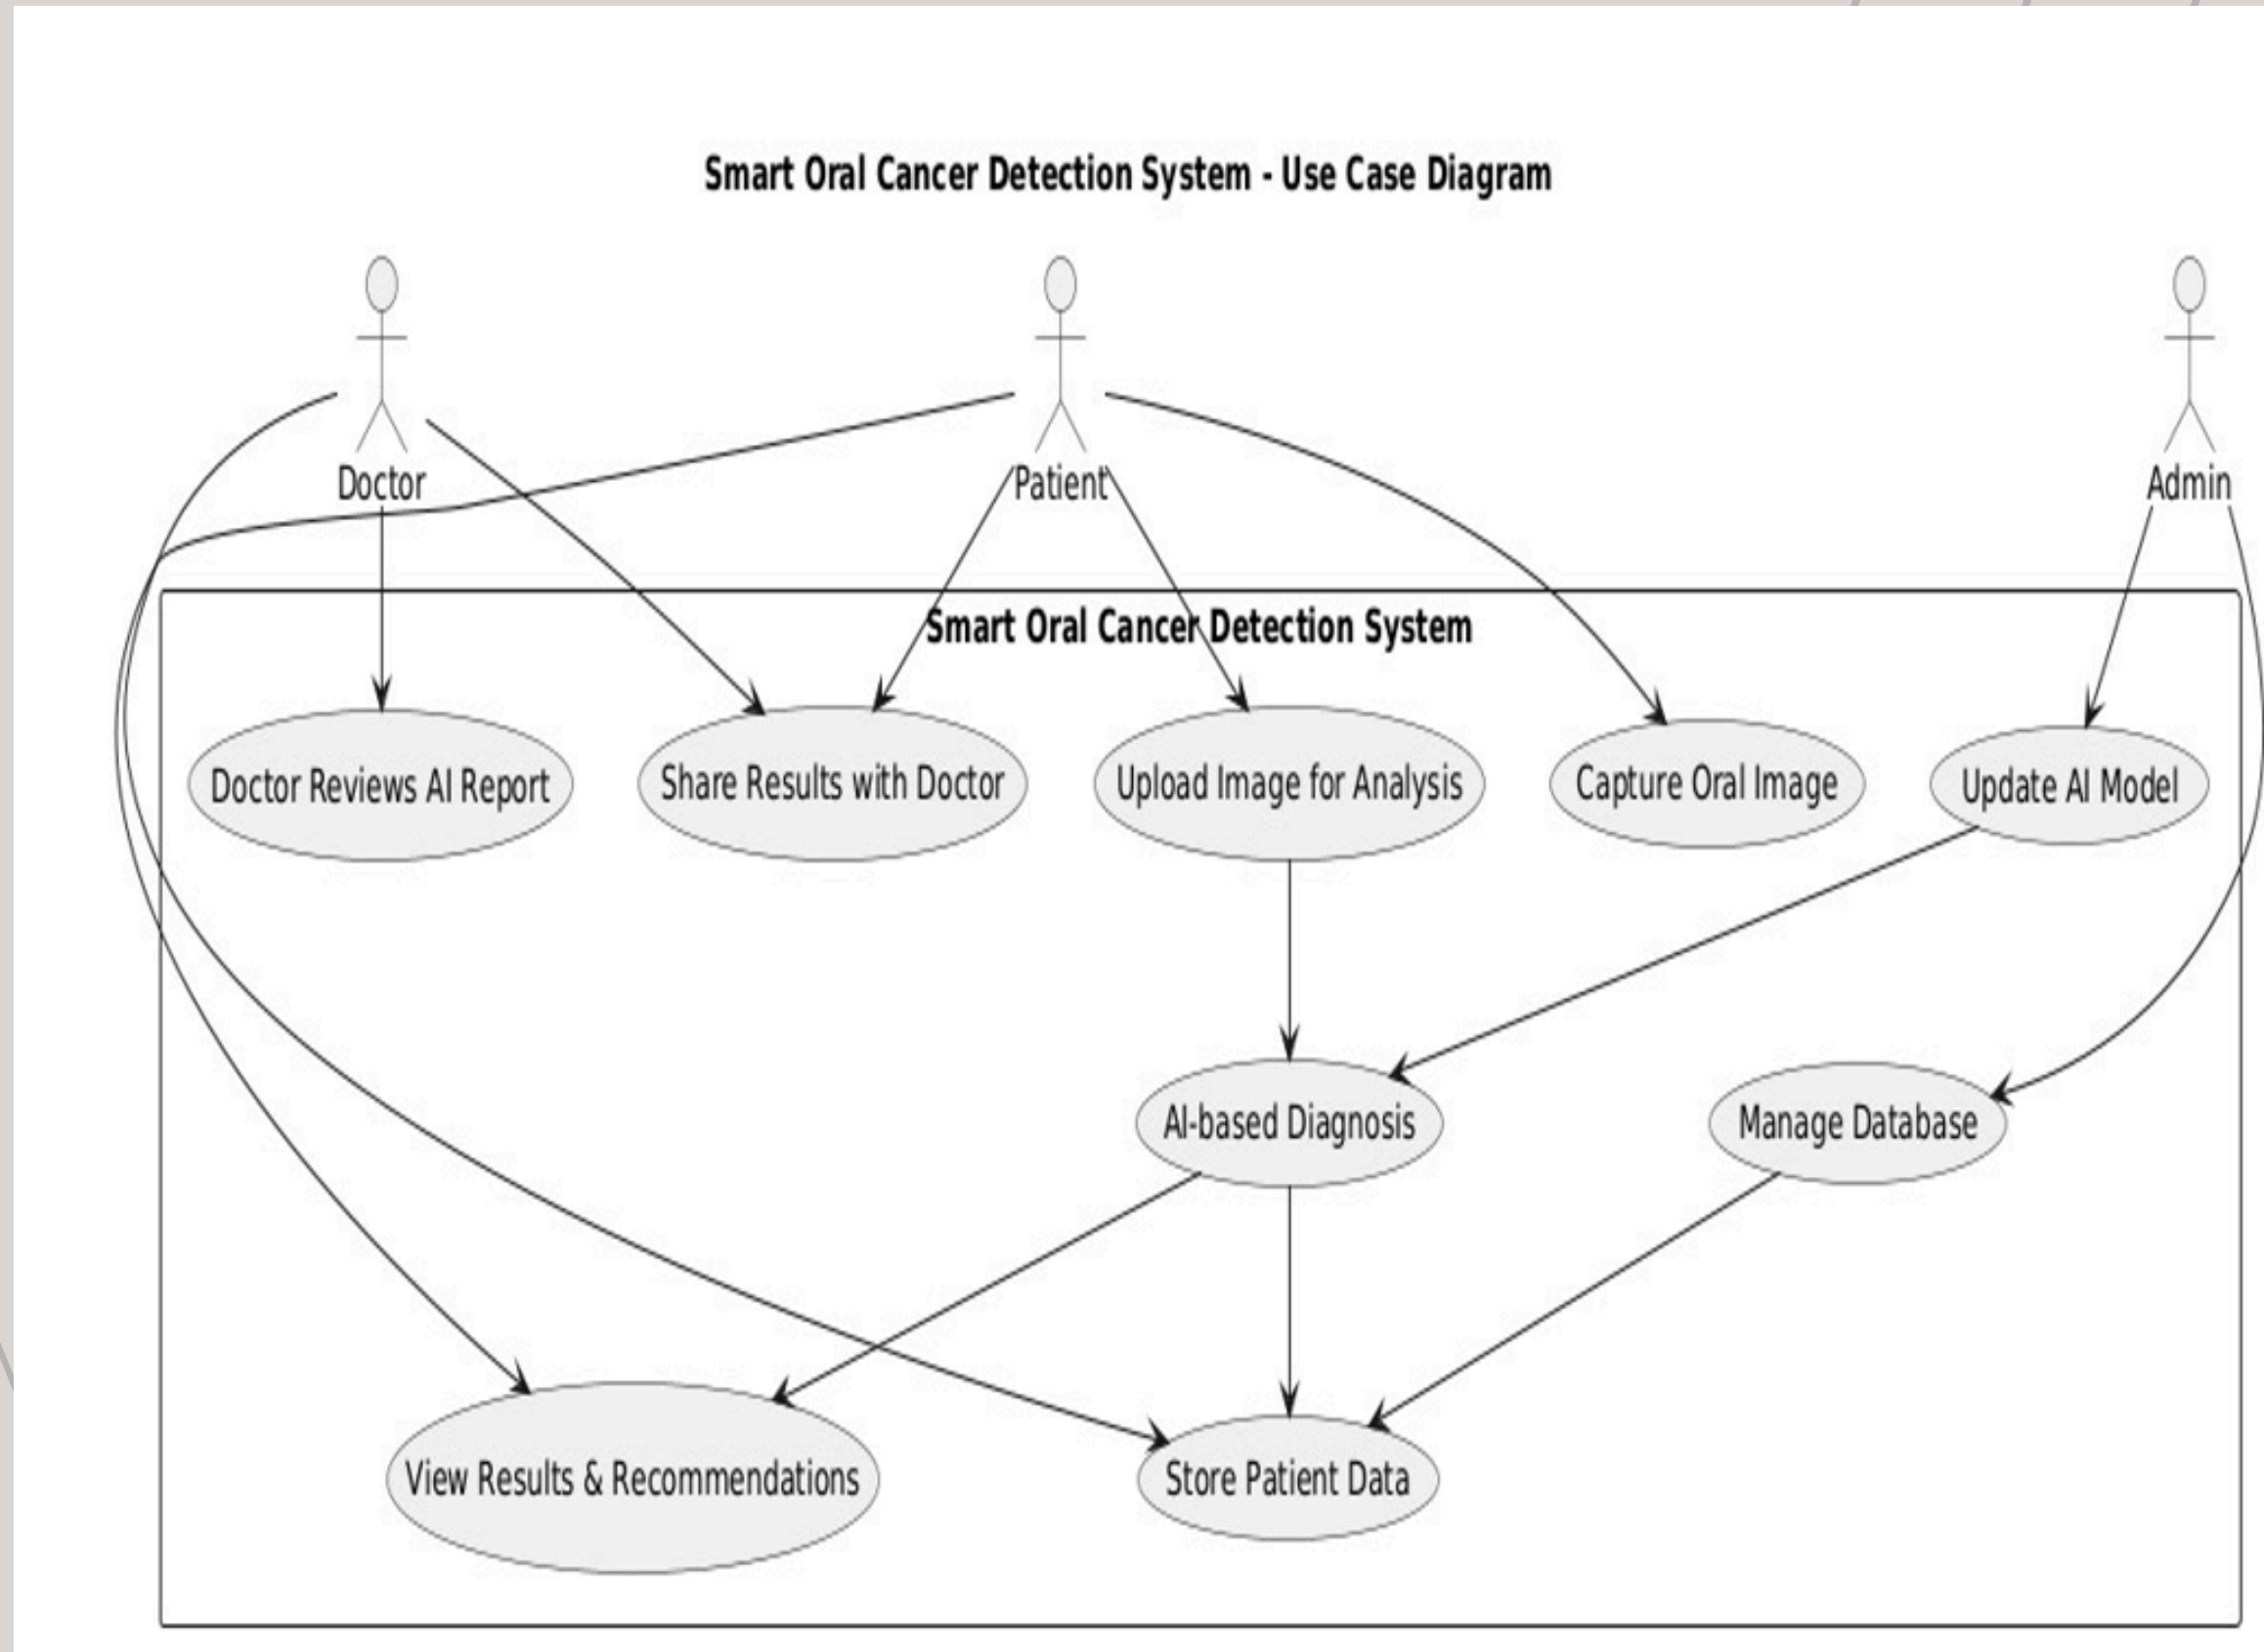 Smart Oral Cancer Detection System - Use Case Diagram
Doctor
Patient
Admin
Smart Oral Cancer Detection System
Doctor Reviews AI Report
Share Results with Doctor
Upload Image for Analysis
Capture Oral Image
Update AI Model
AI-based Diagnosis
Manage Database
View Results & Recommendations
Store Patient Data